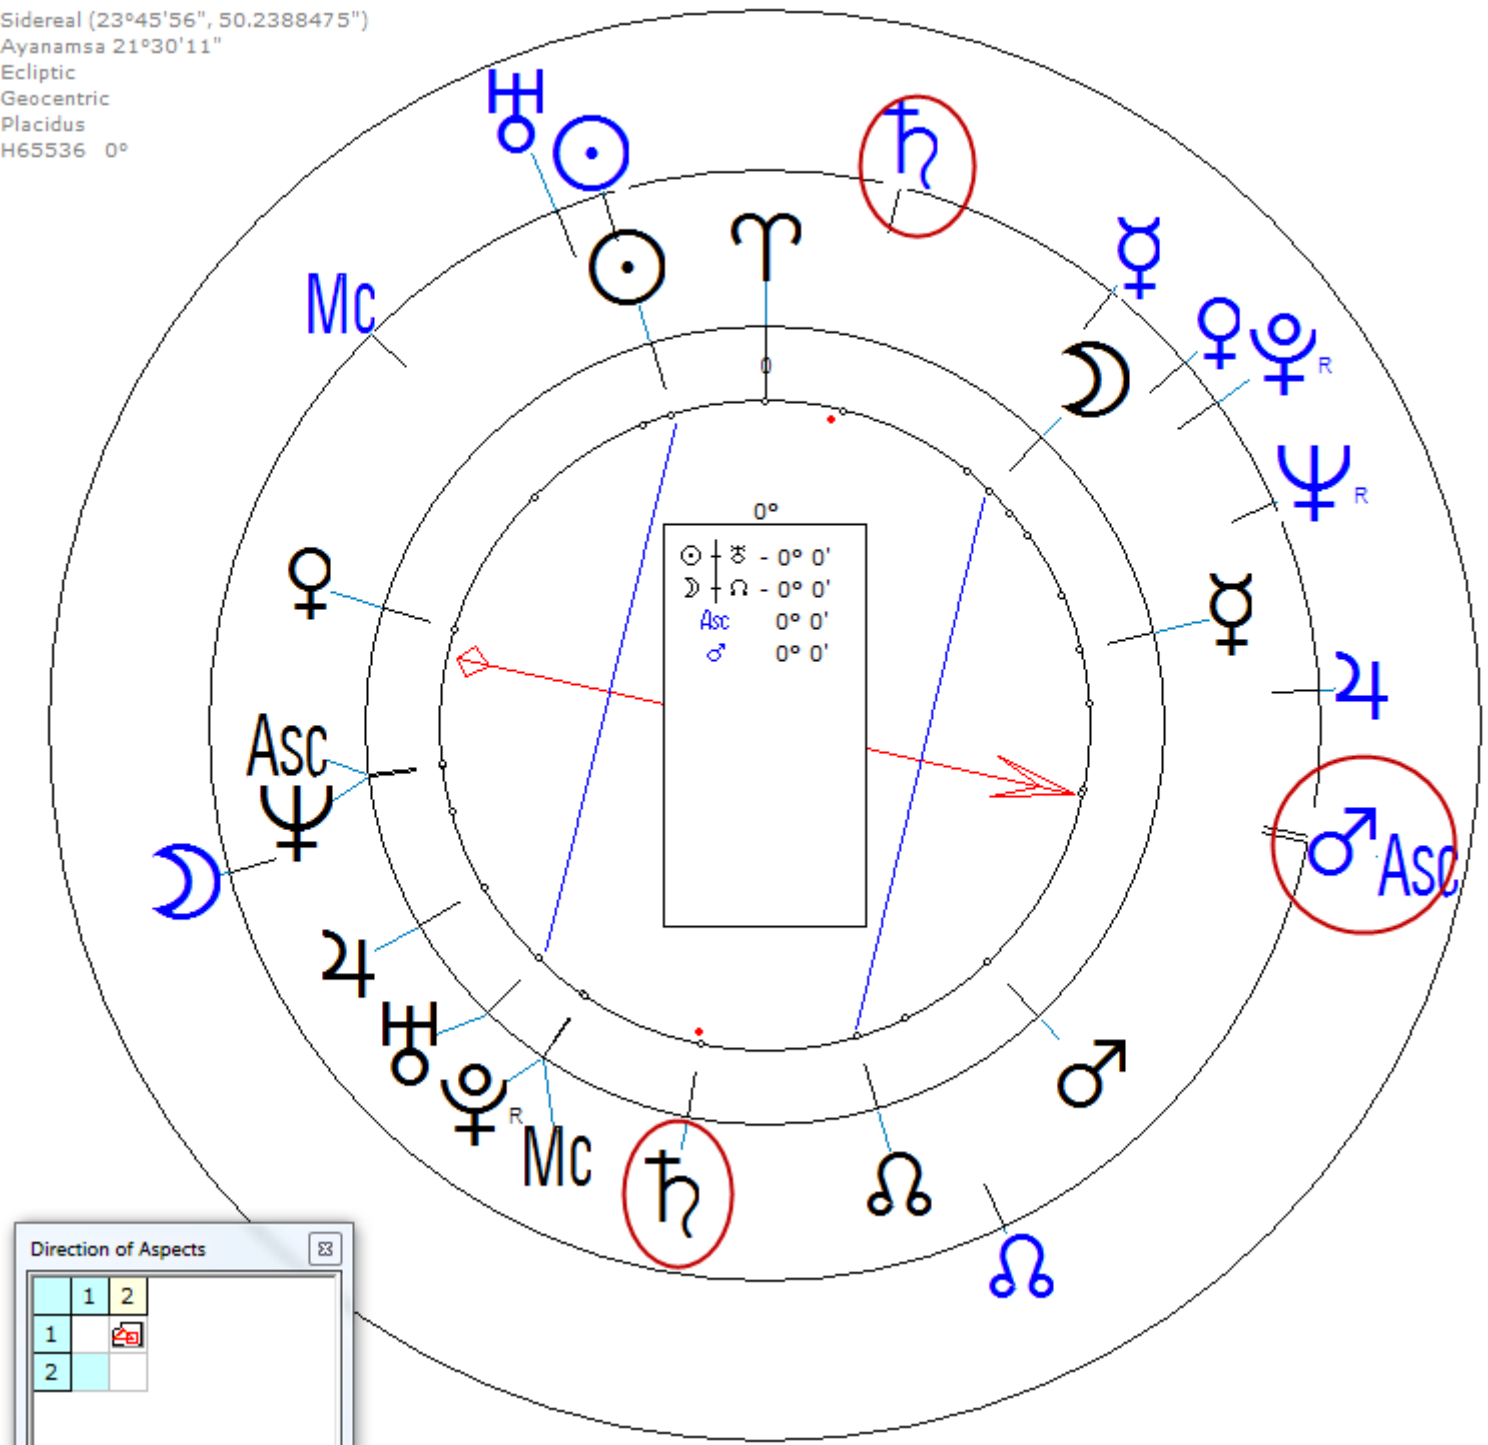 Sidereal (23°45'56", 50.2388475")
Ayanamsa 21°30'11"
Ecliptic
Geocentric
Placidus
H65536 0°
♅ ☉ ♄
☉ ♈ ☿
Mc
♀ ♇ R
☽
0
♆ R
0°
☉ + ⛢ - 0° 0'
☽ + ☊ - 0° 0'
Asc 0° 0'
♂ 0° 0'
♀ ☿
♃
Asc
♆
♂ Asc
☽
♃
♅ ♂
♇ R
Mc ♄ ☊
☊
Direction of Aspects
1 2
1
2